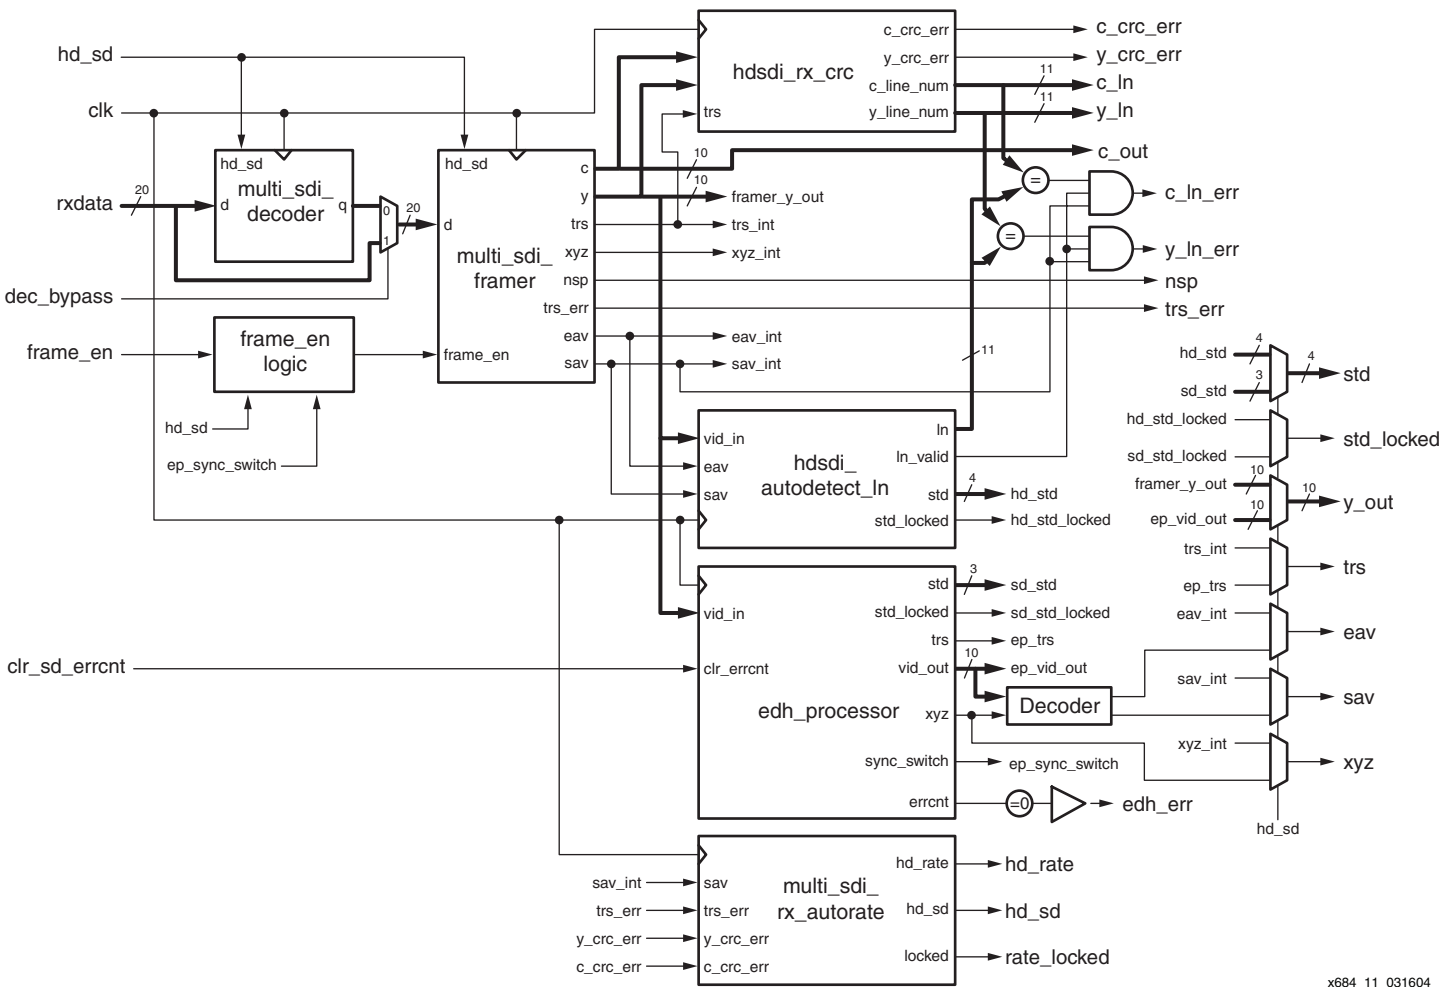 hd_sd
clk
rxdata
20
dec_bypass
frame_en
hd_sd
d
q
multi_sdi_
decoder
0
1
20
frame_en
logic
hd_sd
ep_sync_switch
hd_sd
d
multi_sdi_
framer
frame_en
c
y
trs
xyz
nsp
trs_err
eav
sav
10
10
framer_y_out
trs_int
xyz_int
eav_int
sav_int
trs
hdsdi_rx_crc
c_crc_err
y_crc_err
c_line_num
y_line_num
11
11
c_crc_err
y_crc_err
c_ln
y_ln
c_out
=
=
c_ln_err
y_ln_err
nsp
trs_err
11
vid_in
eav
sav
hdsdi_
autodetect_ln
ln
ln_valid
std
std_locked
4
hd_std
hd_std_locked
clr_sd_errcnt
vid_in
clr_errcnt
edh_processor
std
std_locked
trs
vid_out
xyz
sync_switch
errcnt
3
10
sd_std
sd_std_locked
ep_trs
ep_vid_out
Decoder
ep_sync_switch
=0
edh_err
sav_int
trs_err
y_crc_err
c_crc_err
sav
trs_err
y_crc_err
c_crc_err
multi_sdi_
rx_autorate
hd_rate
hd_sd
locked
hd_rate
hd_sd
rate_locked
hd_std
4
sd_std
3
4
std
hd_std_locked
sd_std_locked
std_locked
framer_y_out
10
ep_vid_out
10
10
y_out
trs_int
ep_trs
trs
eav_int
eav
sav_int
sav
xyz_int
xyz
hd_sd
x684_11_031604